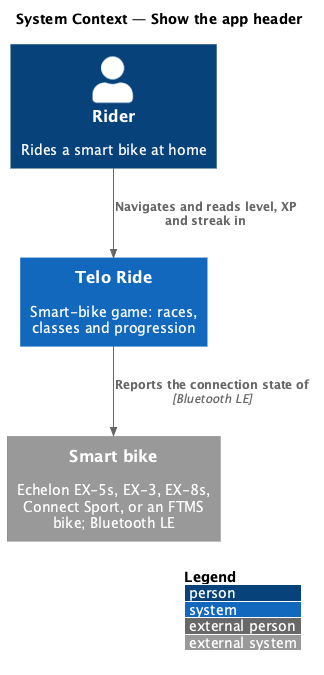 System Context — Show the app header
Rider
Rides a smart bike at home
Navigates and reads level, XP
and streak in
Telo Ride
Smart-bike game: races,
classes and progression
Reports the connection state of
[Bluetooth LE]
Smart bike
Echelon EX-5s, EX-3, EX-8s,
Connect Sport, or an FTMS
bike; Bluetooth LE
Legend
person
system
external person
external system